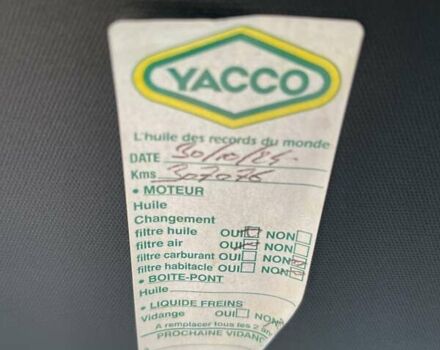 YACCO
L'huile des records du monde
DATE 30/10/24
Kms 307076
• MOTEUR
Huile
Changement
filtre huile OUI NON
filtre air OUI NON
filtre carburant OUI NON
filtre habitacle OUI NON
• BOITE-PONT
Huile
• LIQUIDE FREINS
Vidange OUI NON
A remplacer tous les 2 ans
PROCHAINE VIDANGE